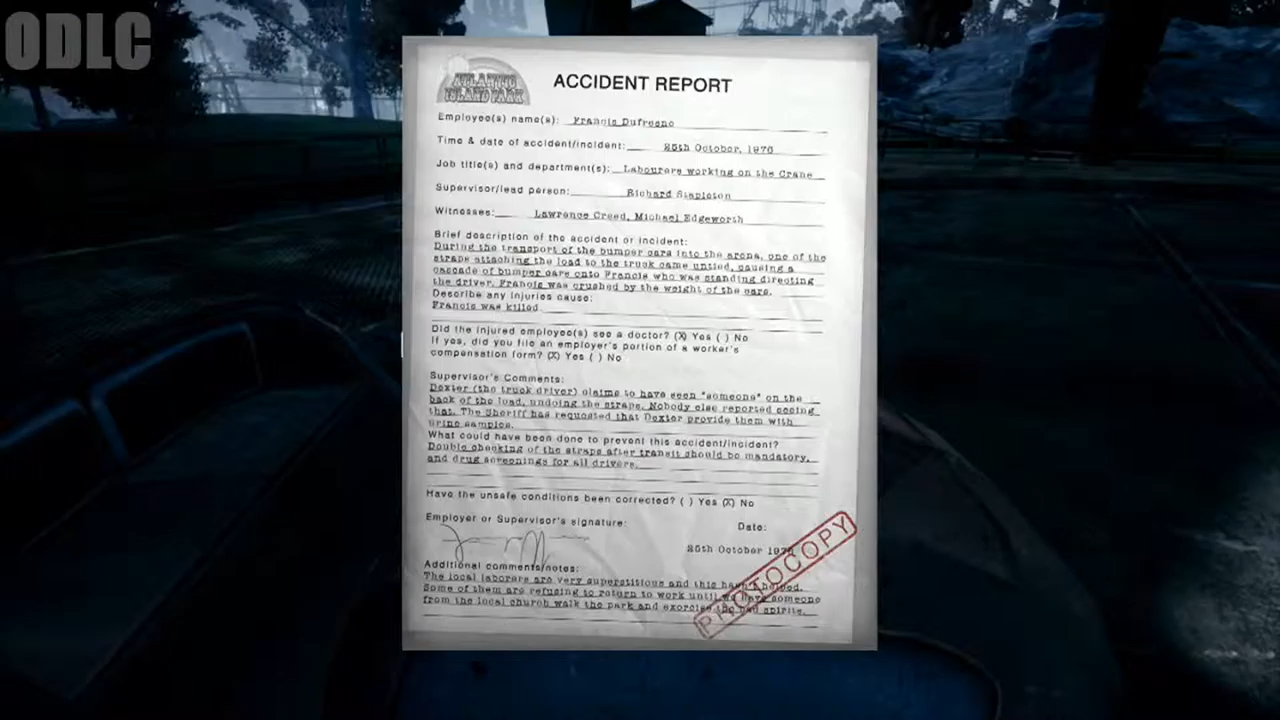 ODLC
ATLANTIC
ISLAND PARK
ACCIDENT REPORT
Employee(s) name(s): Francis Dufresne
Time & date of accident/incident: 25th October, 1976
Job title(s) and department(s): Labourers working on the Crane
Supervisor/lead person: Richard Stapleton
Witnesses: Lawrence Creed, Michael Edgeworth
Brief description of the accident or incident:
During the transport of the bumper cars into the arena, one of the
straps attaching the load to the truck came untied, causing a
cascade of bumper cars onto Francis who was standing directing
the driver. Francis was crushed by the weight of the cars.
Describe any injuries cause:
Francis was killed
Did the injured employee(s) see a doctor? (X) Yes ( ) No
If yes, did you file an employer's portion of a worker's
compensation form? (X) Yes ( ) No
Supervisor's Comments:
Dexter (the truck driver) claims to have seen "someone" on the
back of the load, undoing the straps. Nobody else reported seeing
that. The Sheriff has requested that Dexter provide them with
urine samples.
What could have been done to prevent this accident/incident?
Double checking of the straps after transit should be mandatory,
and drug screenings for all drivers.
Have the unsafe conditions been corrected? ( ) Yes (X) No
Employer or Supervisor's signature:
Date:
25th October 1976
PHOTOCOPY
Additional comments/notes:
The local laborers are very superstitious and this hasn't helped.
Some of them are refusing to return to work until we have someone
from the local church walk the park and exorcise the bad spirits.